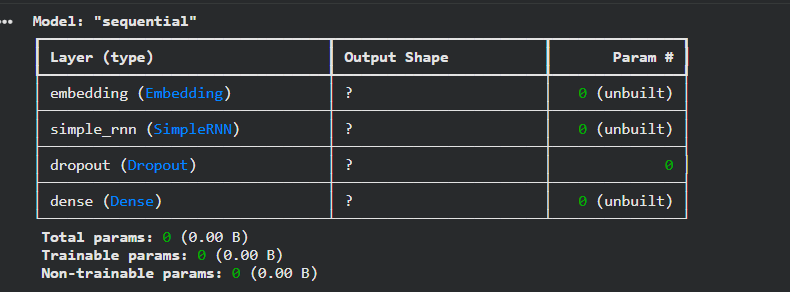 Model: "sequential"
Layer (type) Output Shape Param #
embedding (Embedding) ? 0 (unbuilt)
simple_rnn (SimpleRNN) ? 0 (unbuilt)
dropout (Dropout) ? 0
dense (Dense) ? 0 (unbuilt)
Total params: 0 (0.00 B)
Trainable params: 0 (0.00 B)
Non-trainable params: 0 (0.00 B)